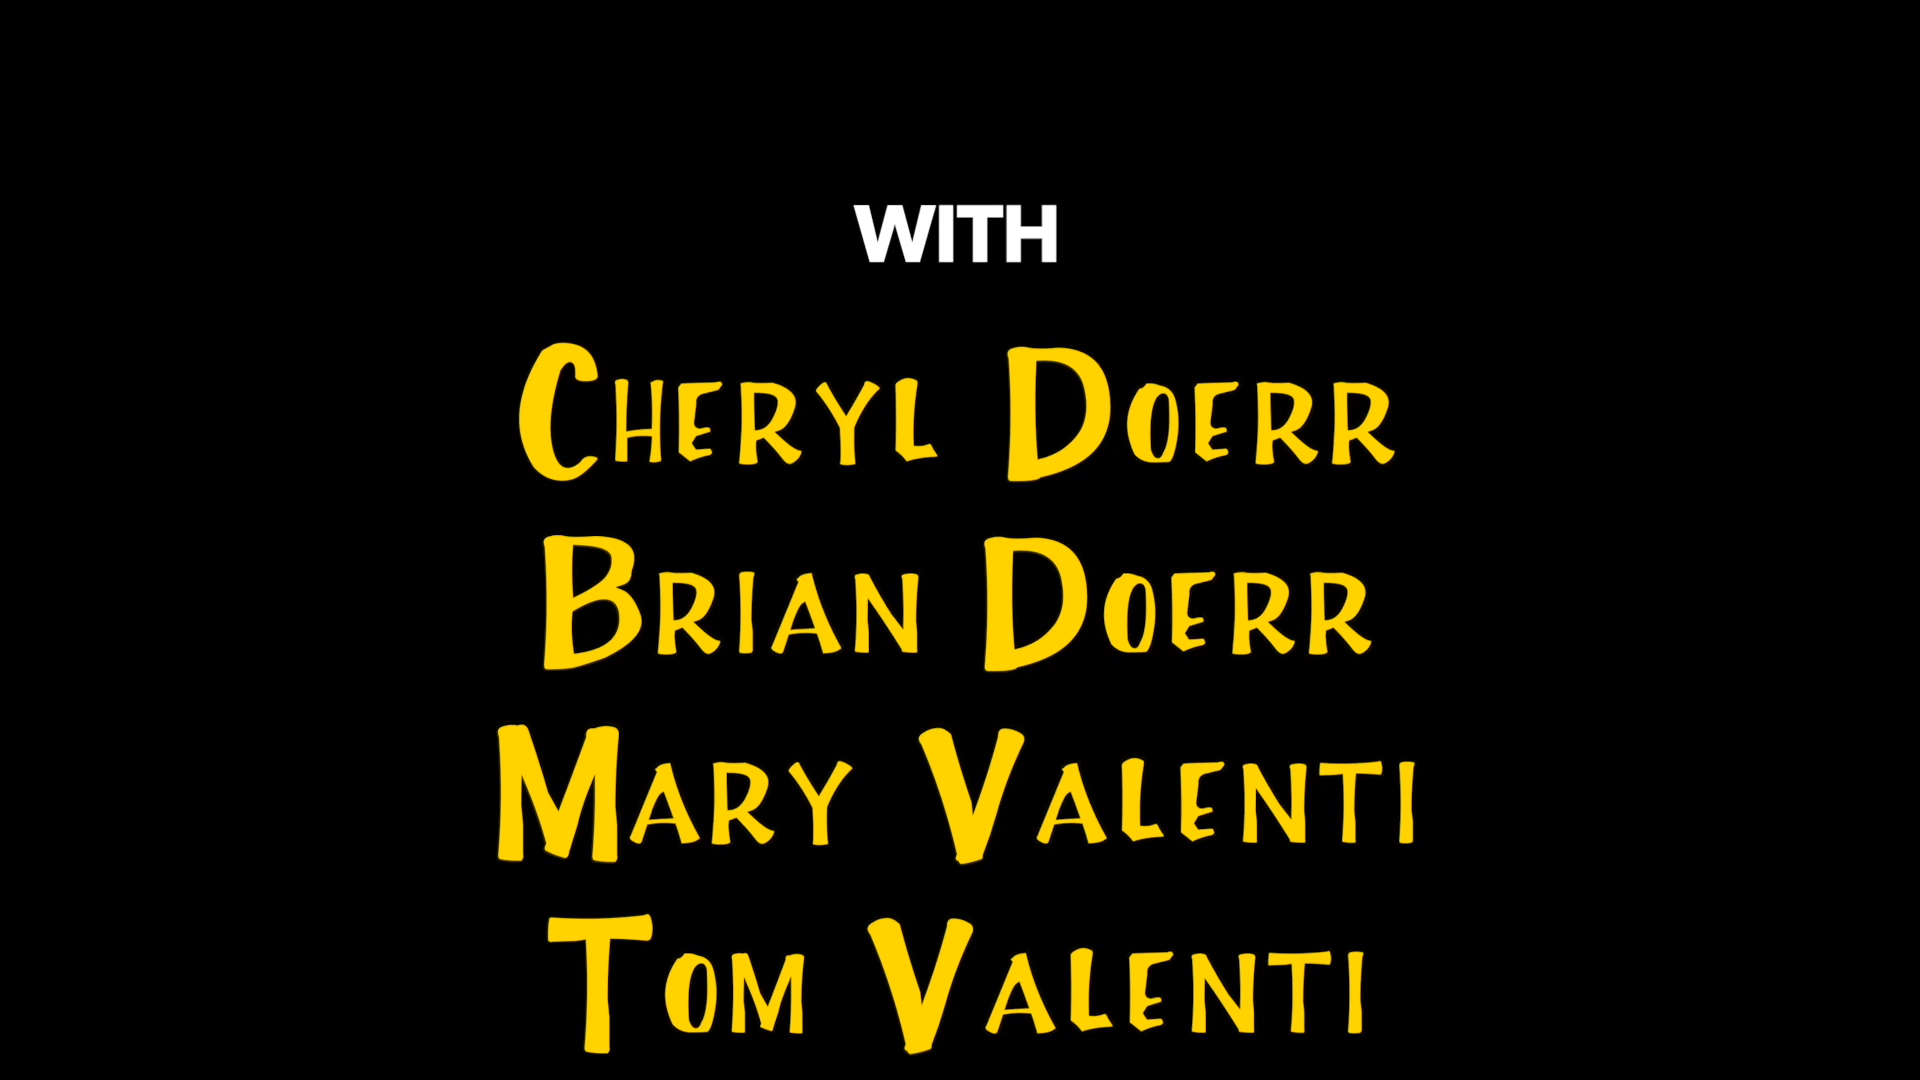 WITH
Cheryl Doerr
Brian Doerr
Mary Valenti
Tom Valenti